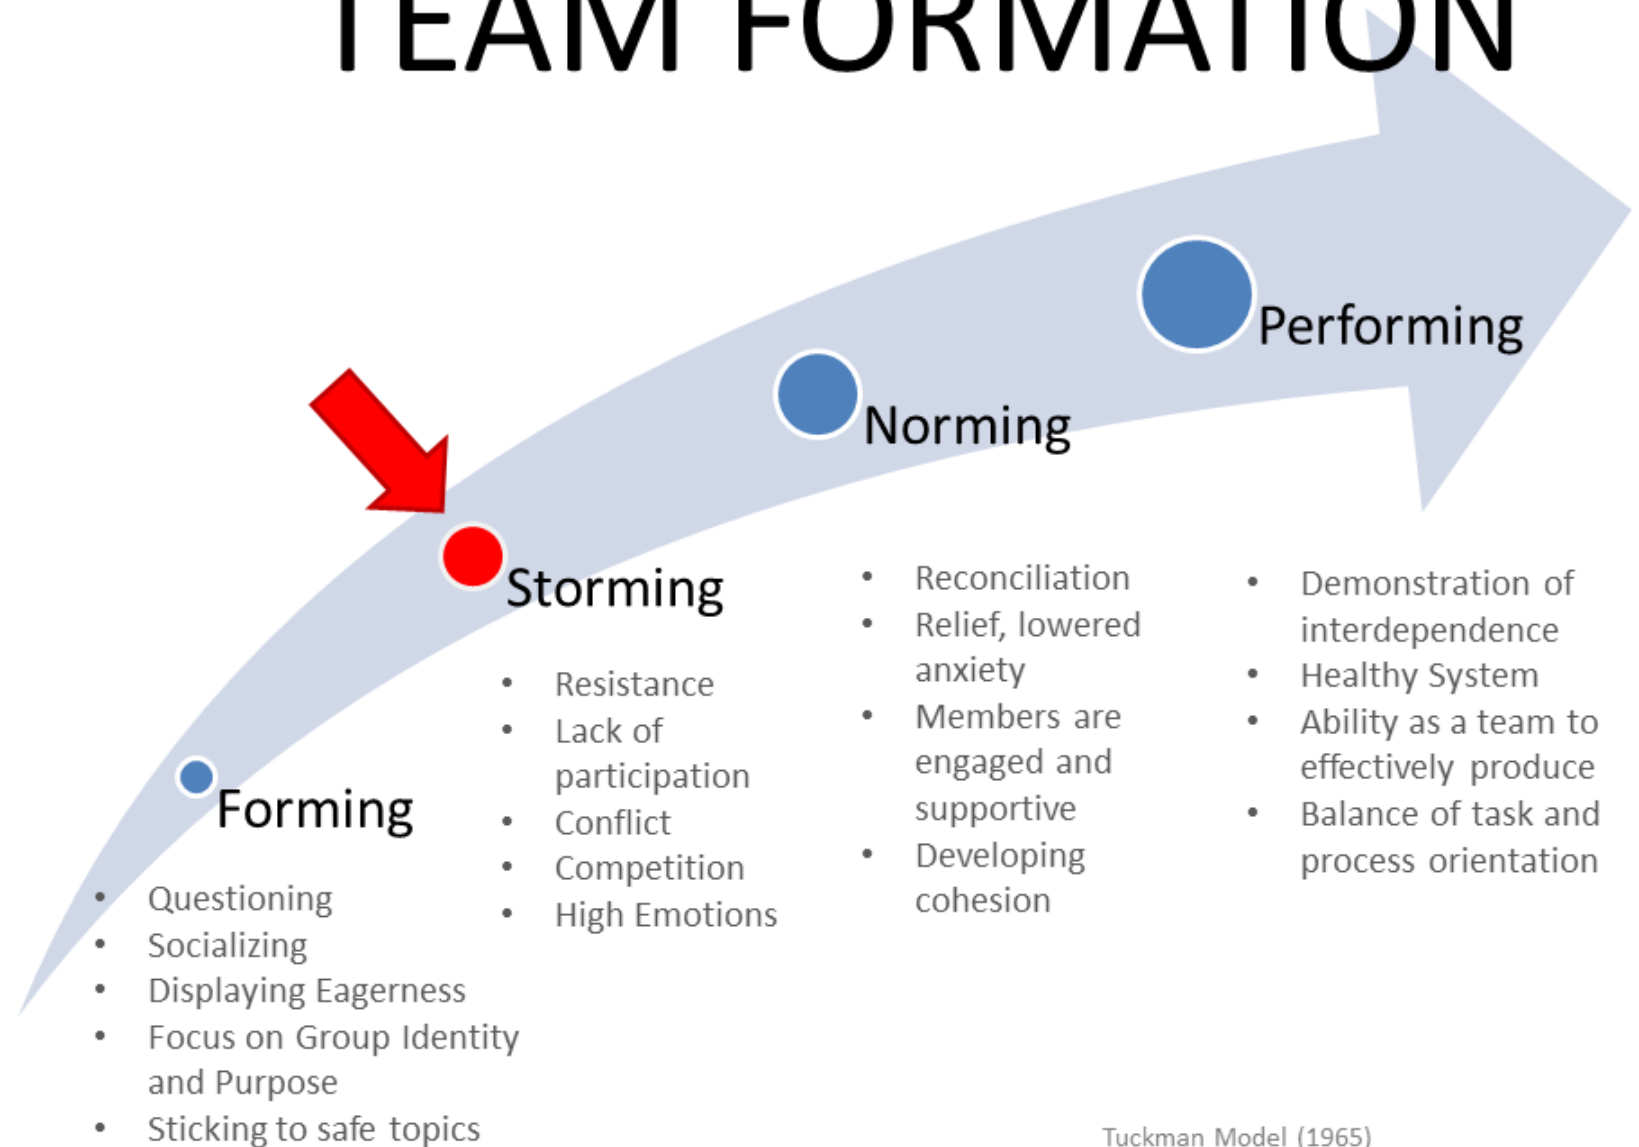 TEAM FORMATION
Performing
Norming
Storming
Forming
• Questioning
• Socializing
• Displaying Eagerness
• Focus on Group Identity
and Purpose
• Sticking to safe topics
• Resistance
• Lack of
participation
• Conflict
• Competition
• High Emotions
• Reconciliation
• Relief, lowered
anxiety
• Members are
engaged and
supportive
• Developing
cohesion
• Demonstration of
interdependence
• Healthy System
• Ability as a team to
effectively produce
• Balance of task and
process orientation
Tuckman Model (1965)